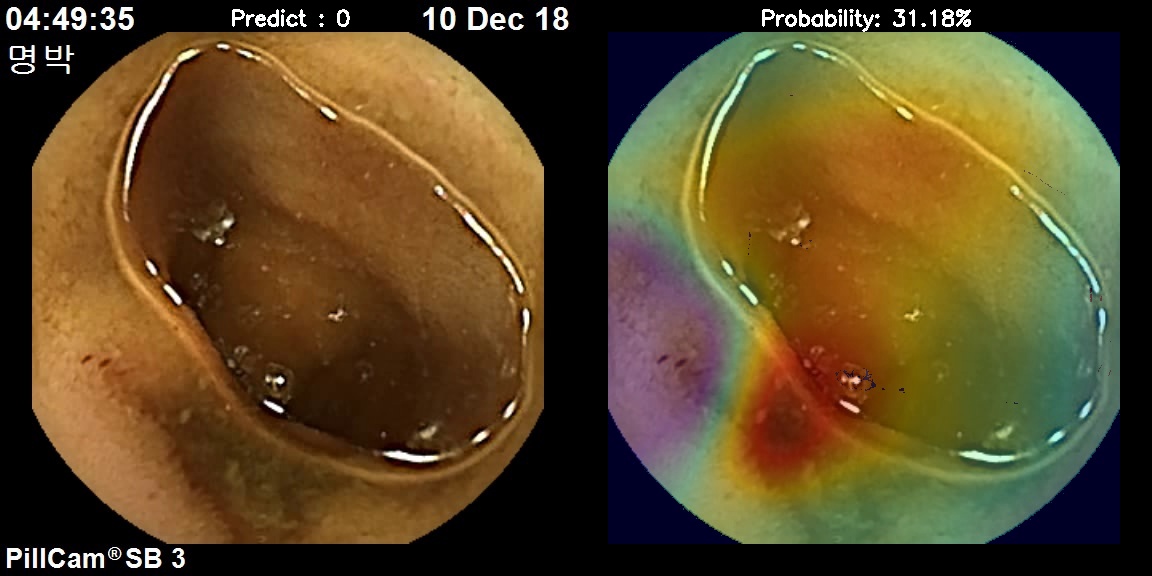 04:49:35
Predict : 0
10 Dec 18
Probability: 31.18%
명박
PillCam® SB 3